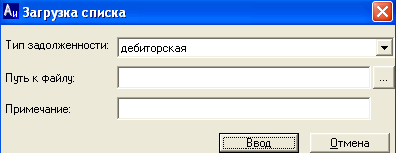 Загрузка списка
Тип задолженности: дебиторская
Путь к файлу: ...
Примечание:
Ввод Отмена